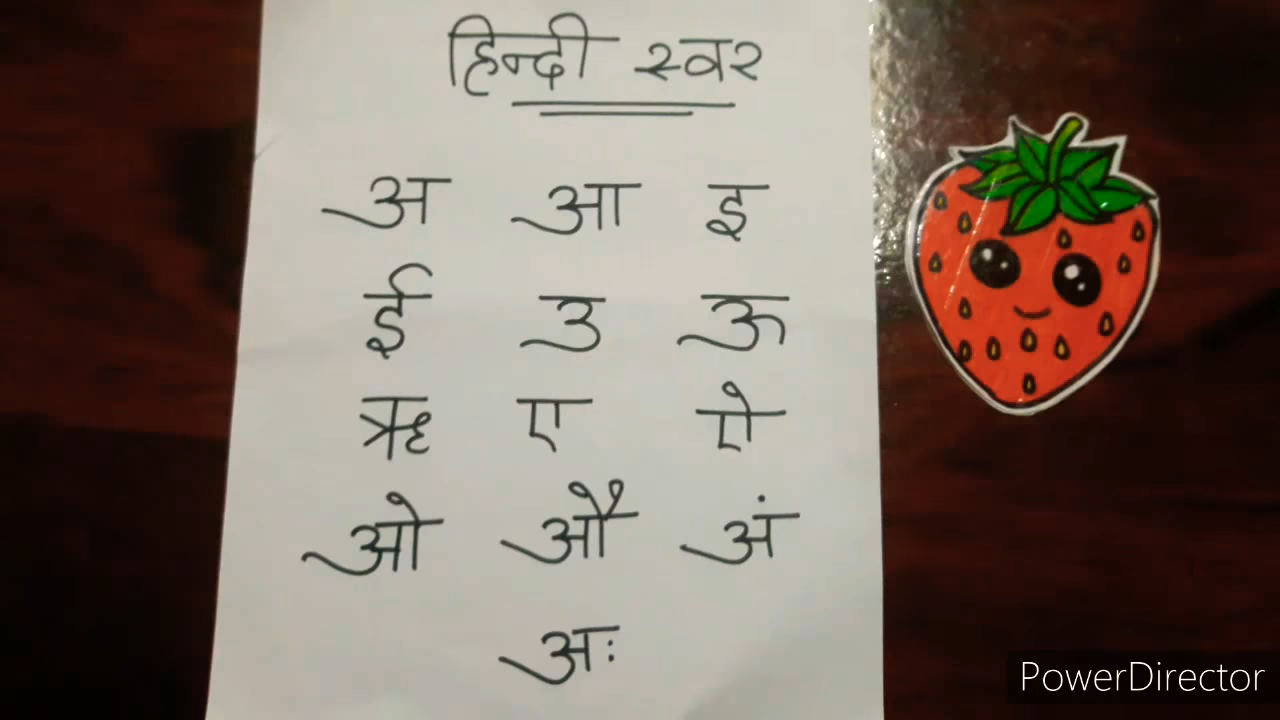 हिन्दी स्वर
अ आ इ
ई उ ऊ
ऋ ए ऐ
ओ औ अं
अः
PowerDirector